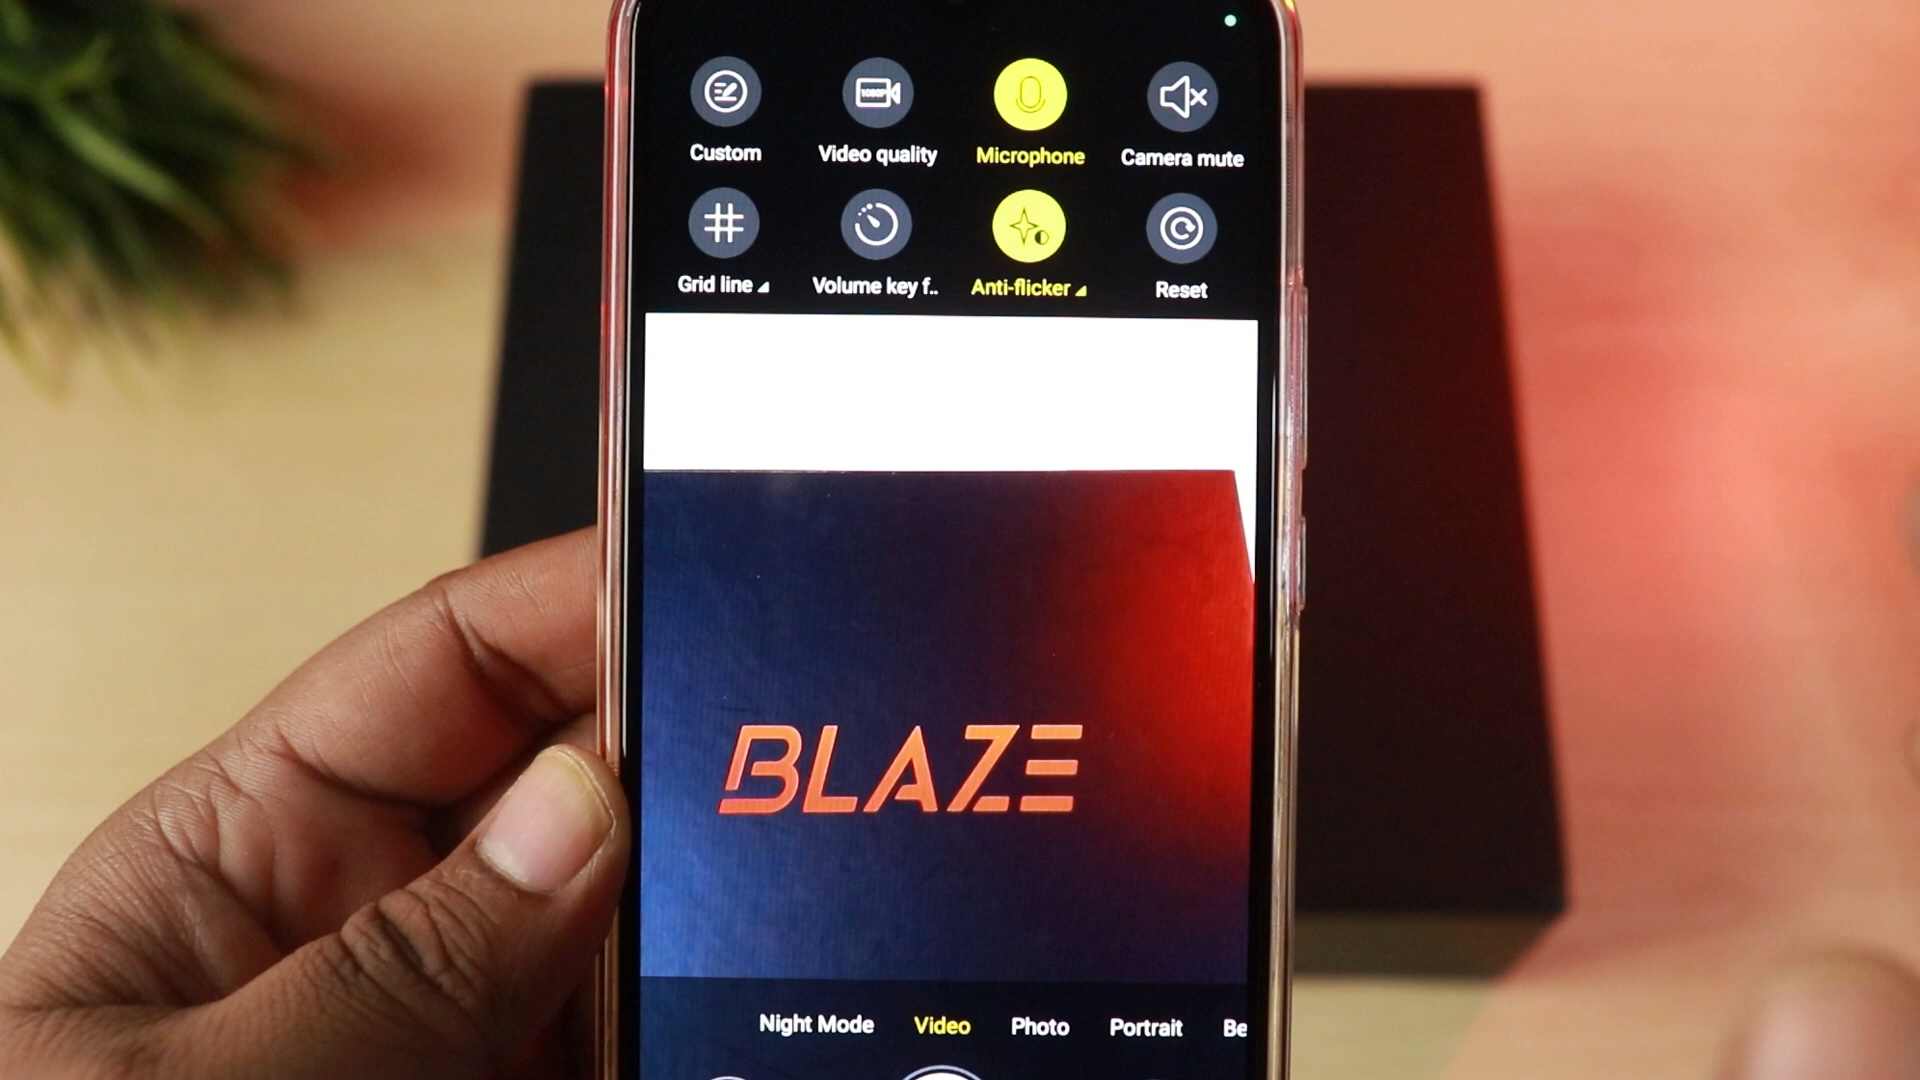 Custom Video quality Microphone Camera mute
1080P
Grid line Volume key f.. Anti-flicker Reset
BLAZE
Night Mode Video Photo Portrait Be